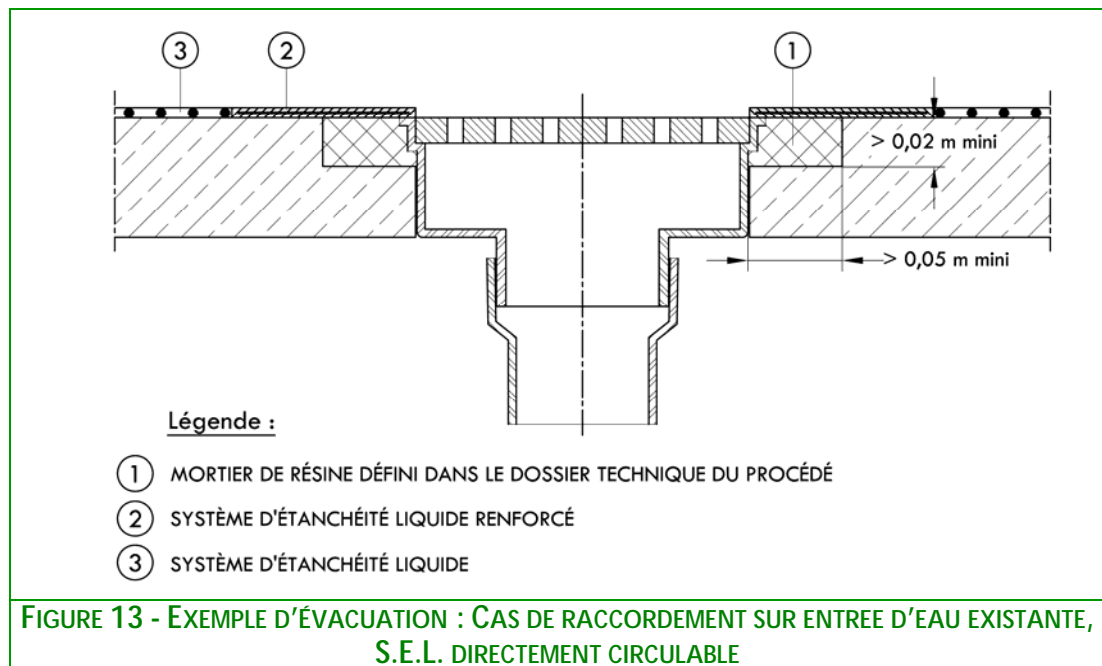 3
2
1
> 0,02 m mini
> 0,05 m mini
Légende :
1 MORTIER DE RÉSINE DÉFINI DANS LE DOSSIER TECHNIQUE DU PROCÉDÉ
2 SYSTÈME D'ÉTANCHÉITÉ LIQUIDE RENFORCÉ
3 SYSTÈME D'ÉTANCHÉITÉ LIQUIDE
FIGURE 13 - EXEMPLE D'ÉVACUATION : CAS DE RACCORDEMENT SUR ENTREE D'EAU EXISTANTE,
S.E.L. DIRECTEMENT CIRCULABLE